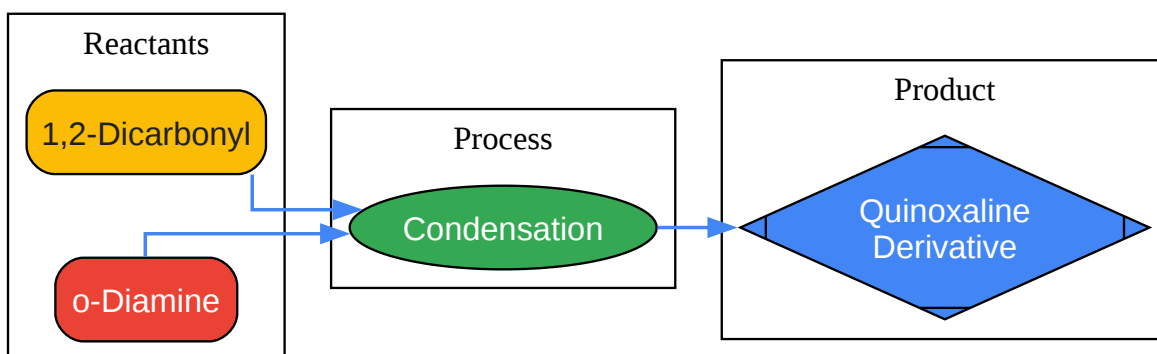 Reactants
1,2-Dicarbonyl
o-Diamine
Process
Condensation
Product
Quinoxaline
Derivative